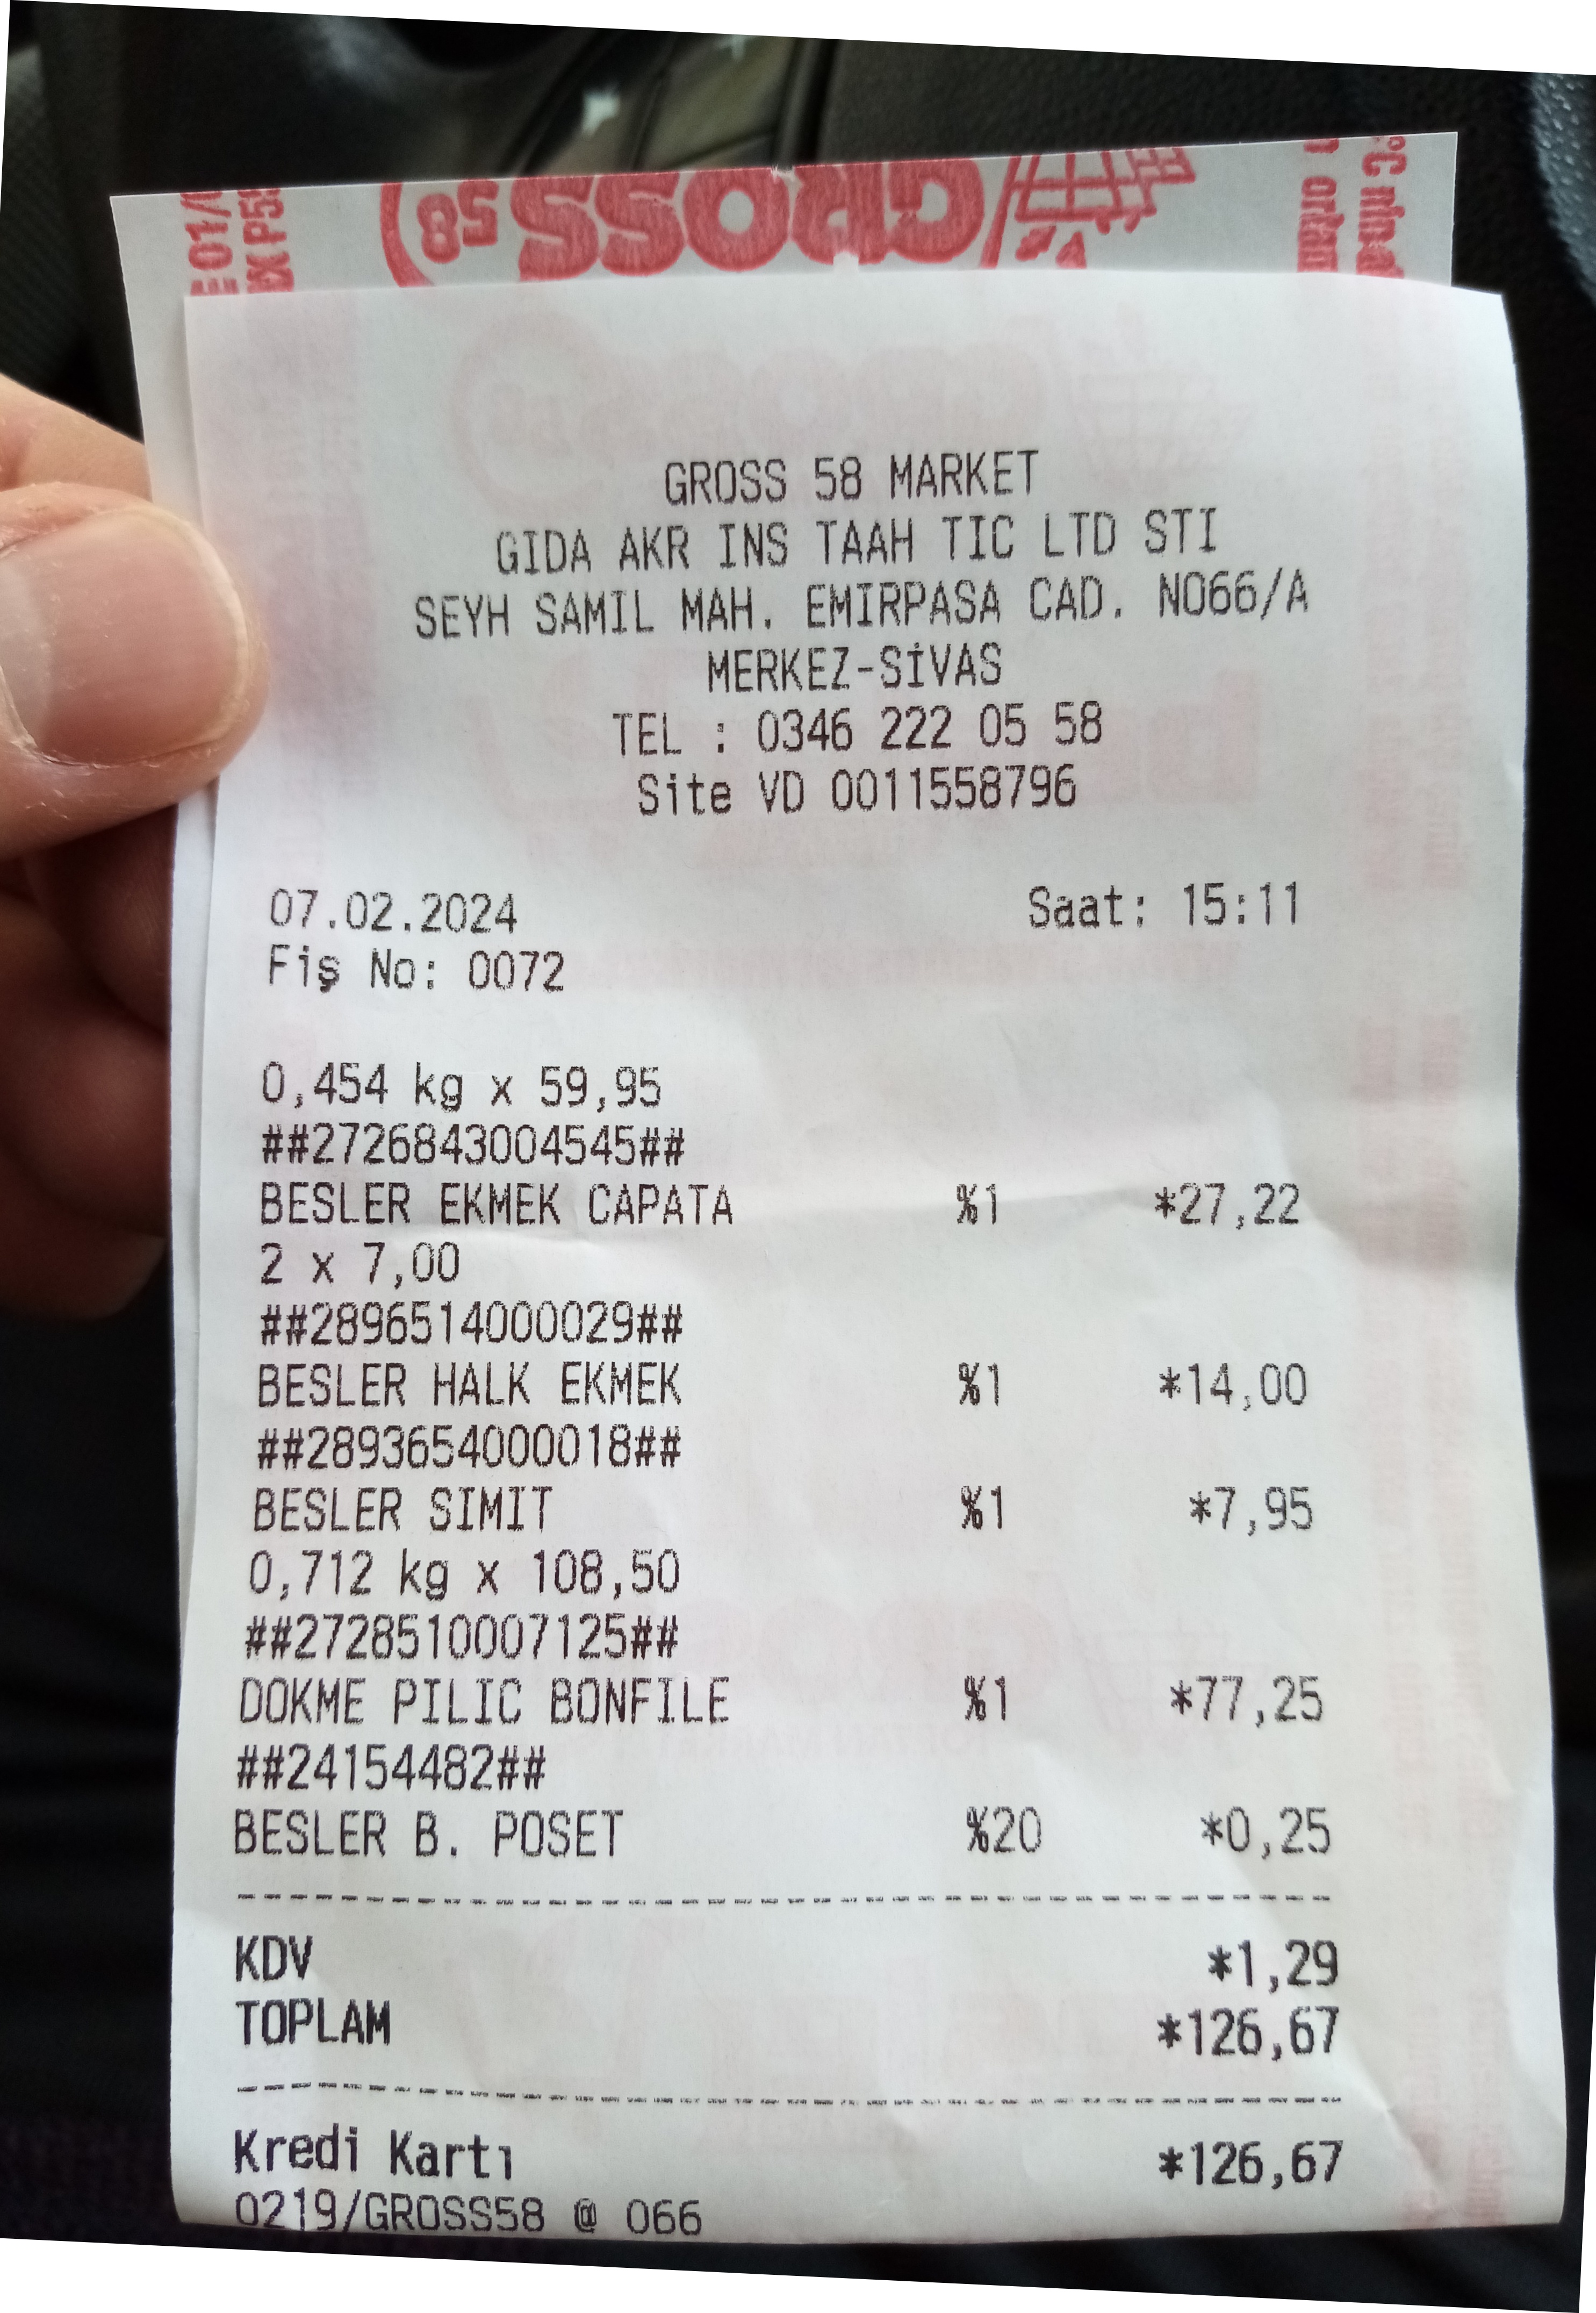 GROSS 58
GROSS 58 MARKET
GIDA AKR INS TAAH TIC LTD STI
SEYH SAMIL MAH. EMIRPASA CAD. NO66/A
MERKEZ-SİVAS
TEL : 0346 222 05 58
Site VD 0011558796
07.02.2024 Saat: 15:11
Fiş No: 0072
0,454 kg x 59,95
##2726843004545##
BESLER EKMEK CAPATA %1 *27,22
2 x 7,00
##2896514000029##
BESLER HALK EKMEK %1 *14,00
##2893654000018##
BESLER SIMIT %1 *7,95
0,712 kg x 108,50
##2728510007125##
DOKME PILIC BONFILE %1 *77,25
##24154482##
BESLER B. POSET %20 *0,25
KDV *1,29
TOPLAM *126,67
Kredi Kartı *126,67
0219/GROSS58 @ 066